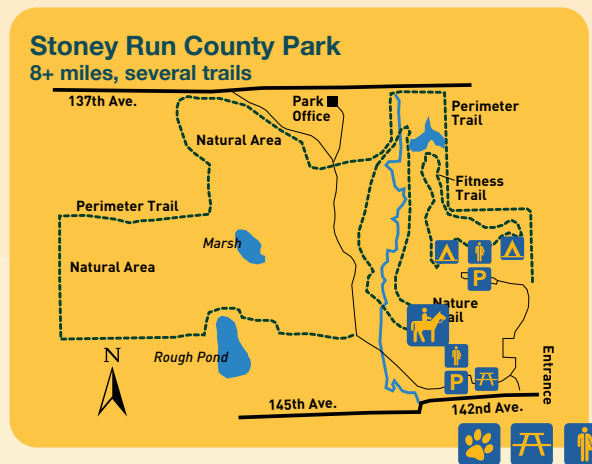 Stoney Run County Park
8+ miles, several trails
137th Ave.
Park
Office
Perimeter
Trail
Natural Area
Fitness
Trail
Perimeter Trail
Marsh
Natural Area
P
Nature
Trail
N
Rough Pond
P
Entrance
145th Ave.
142nd Ave.